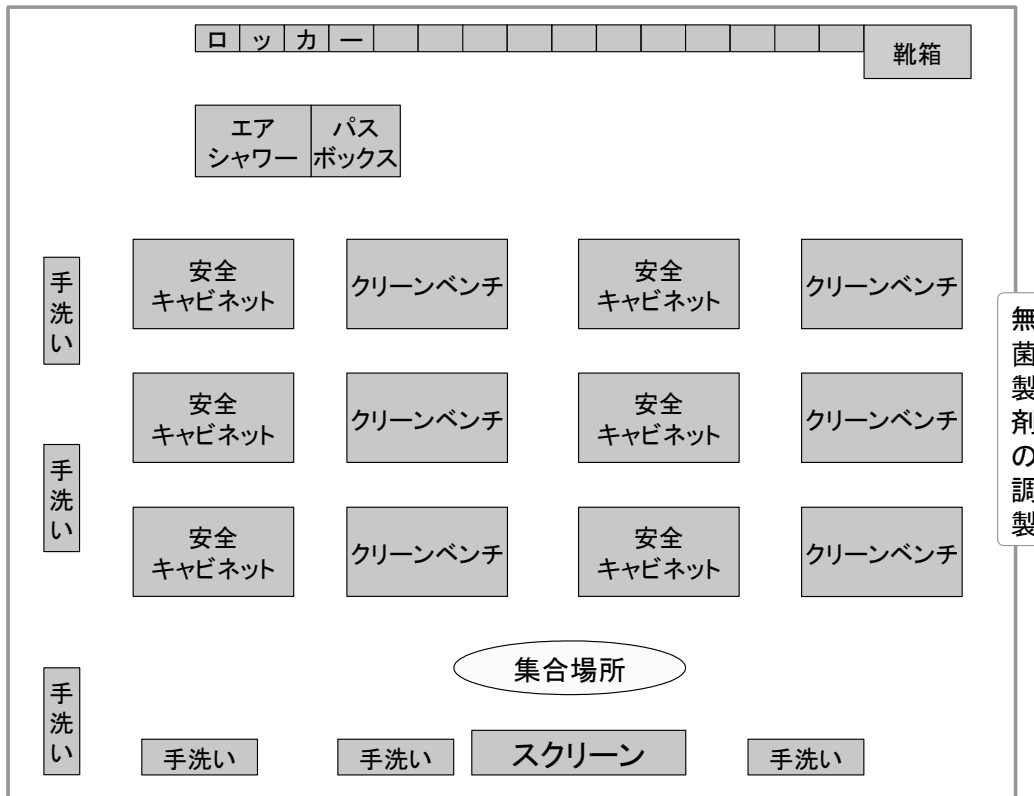 ロッカー
靴箱
エア
シャワー
パス
ボックス
手洗い
安全
キャビネット
クリーンベンチ
安全
キャビネット
クリーンベンチ
無菌製剤の調製
安全
キャビネット
クリーンベンチ
安全
キャビネット
クリーンベンチ
手洗い
安全
キャビネット
クリーンベンチ
安全
キャビネット
クリーンベンチ
集合場所
手洗い
手洗い
手洗い
スクリーン
手洗い